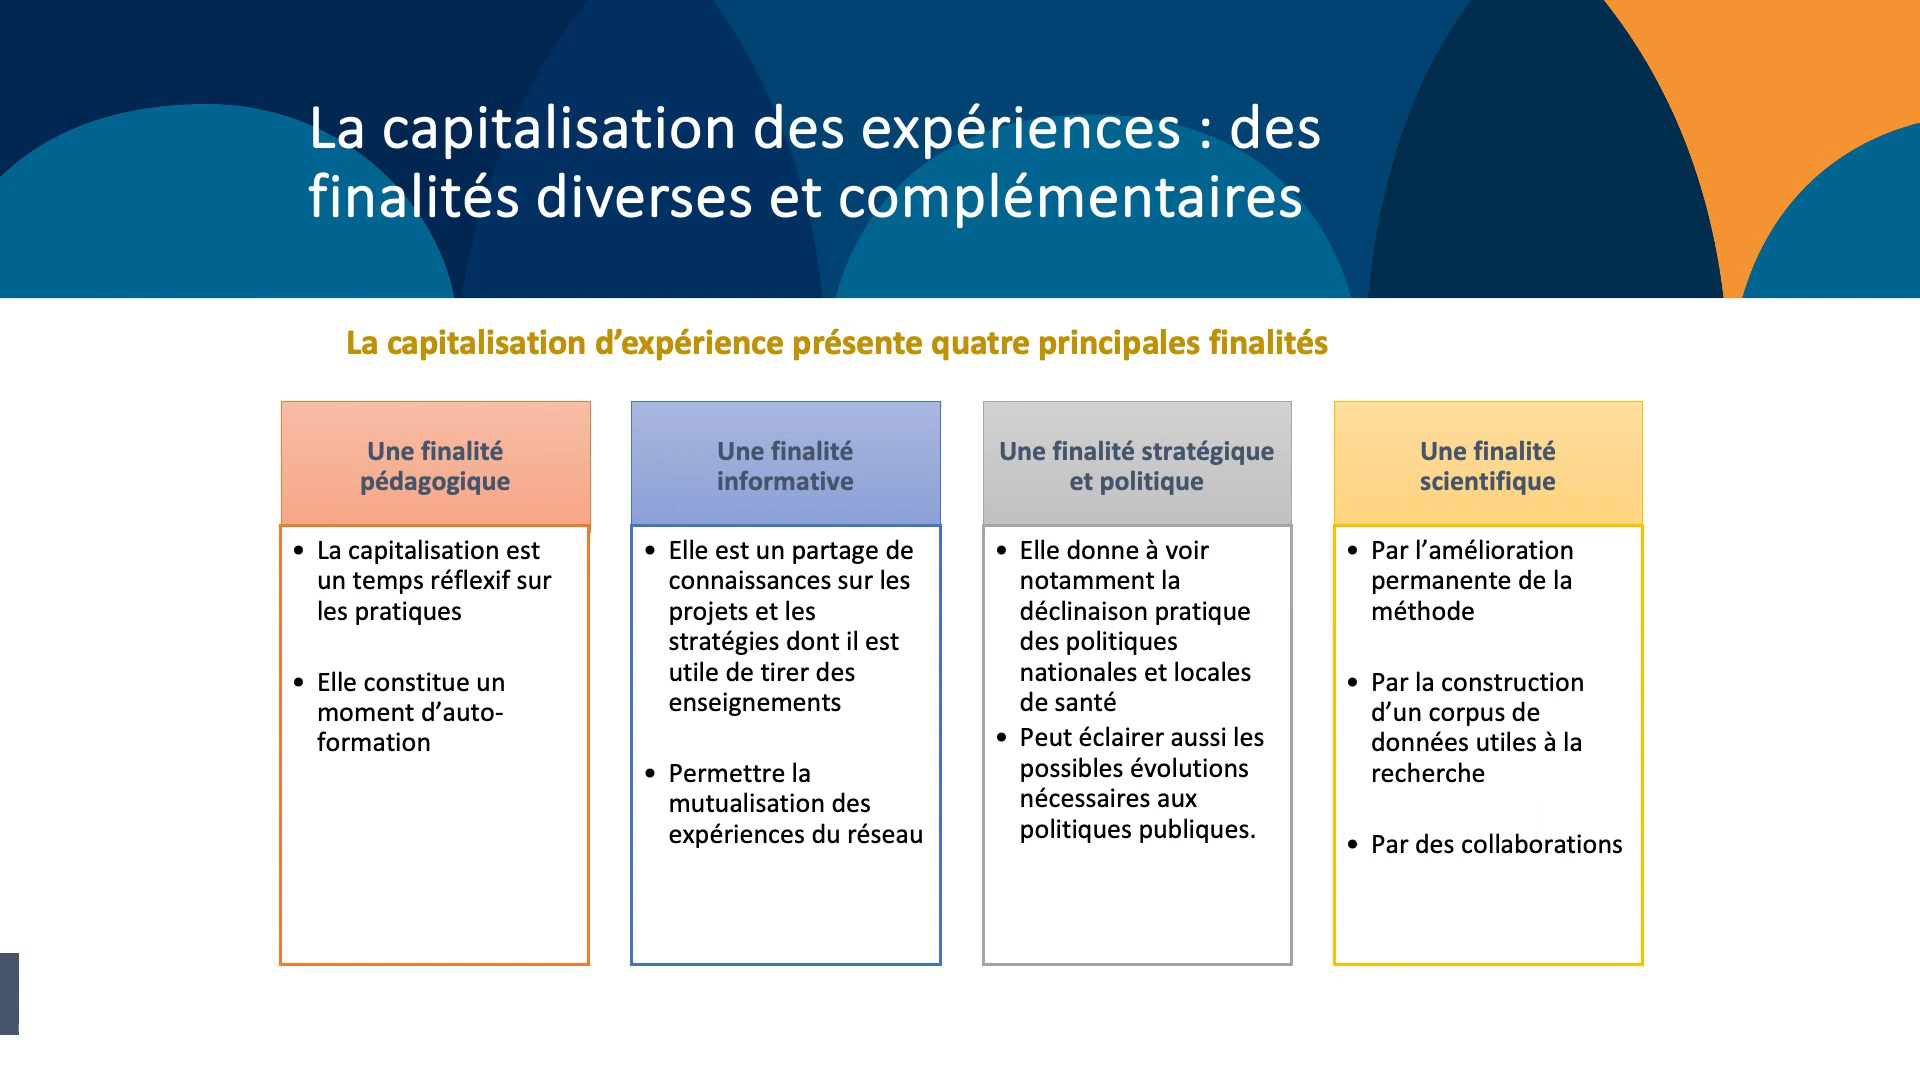 La capitalisation des expériences : des
finalités diverses et complémentaires
La capitalisation d’expérience présente quatre principales finalités
Une finalité
pédagogique
• La capitalisation est
un temps réflexif sur
les pratiques
• Elle constitue un
moment d’auto-
formation
Une finalité
informative
• Elle est un partage de
connaissances sur les
projets et les
stratégies dont il est
utile de tirer des
enseignements
• Permettre la
mutualisation des
expériences du réseau
Une finalité stratégique
et politique
• Elle donne à voir
notamment la
déclinaison pratique
des politiques
nationales et locales
de santé
• Peut éclairer aussi les
possibles évolutions
nécessaires aux
politiques publiques.
Une finalité
scientifique
• Par l’amélioration
permanente de la
méthode
• Par la construction
d’un corpus de
données utiles à la
recherche
• Par des collaborations